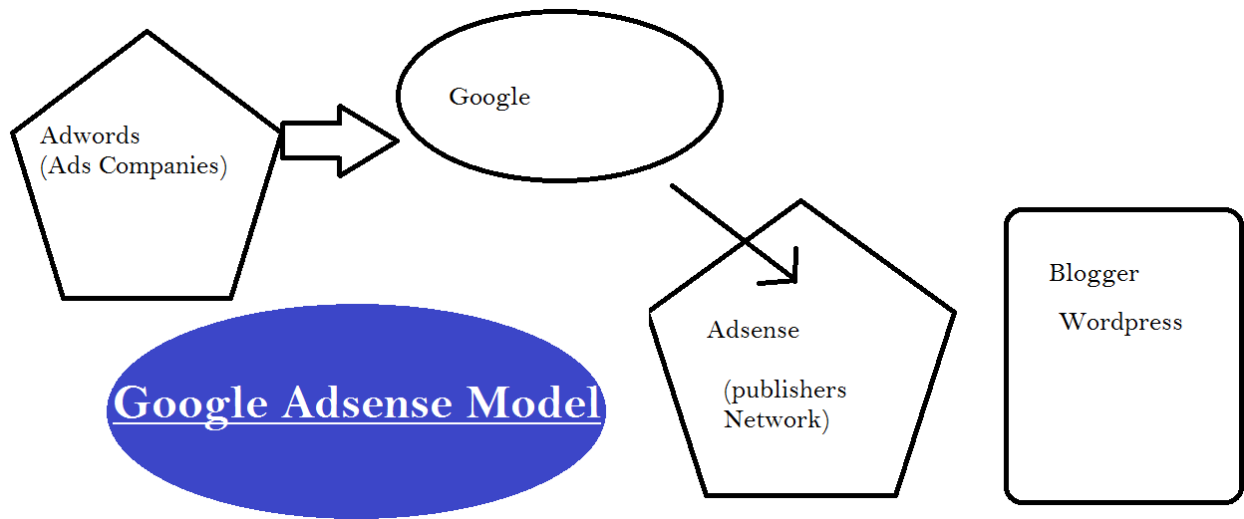 Google
Adwords
(Ads Companies)
Blogger
Wordpress
Adsense
(publishers
Network)
Google Adsense Model